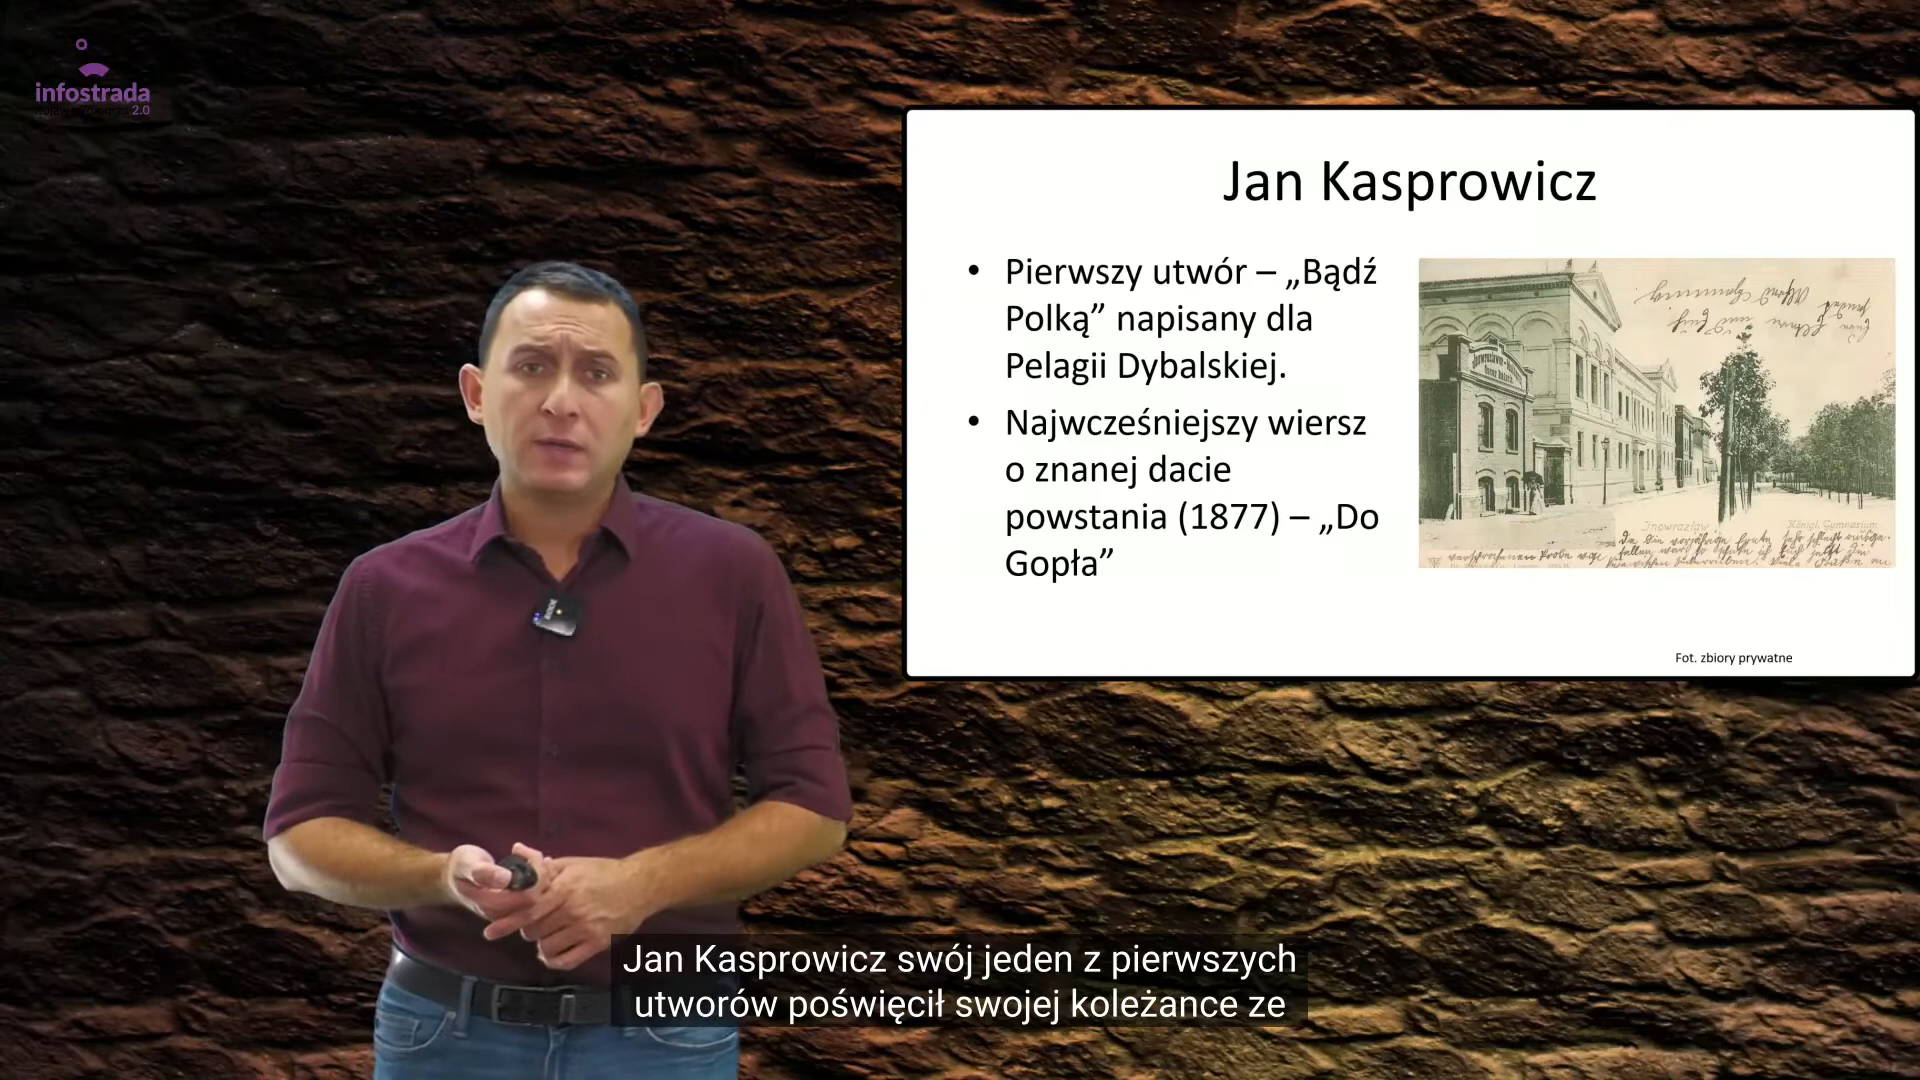 infostrada
2.0
Jan Kasprowicz
• Pierwszy utwór – „Bądź
Polką” napisany dla
Pelagii Dybalskiej.
• Najwcześniejszy wiersz
o znanej dacie
powstania (1877) – „Do
Gopła”
Inowrazlaw
Königl. Gymnasium
Fot. zbiory prywatne
Jan Kasprowicz swój jeden z pierwszych
utworów poświęcił swojej koleżance ze